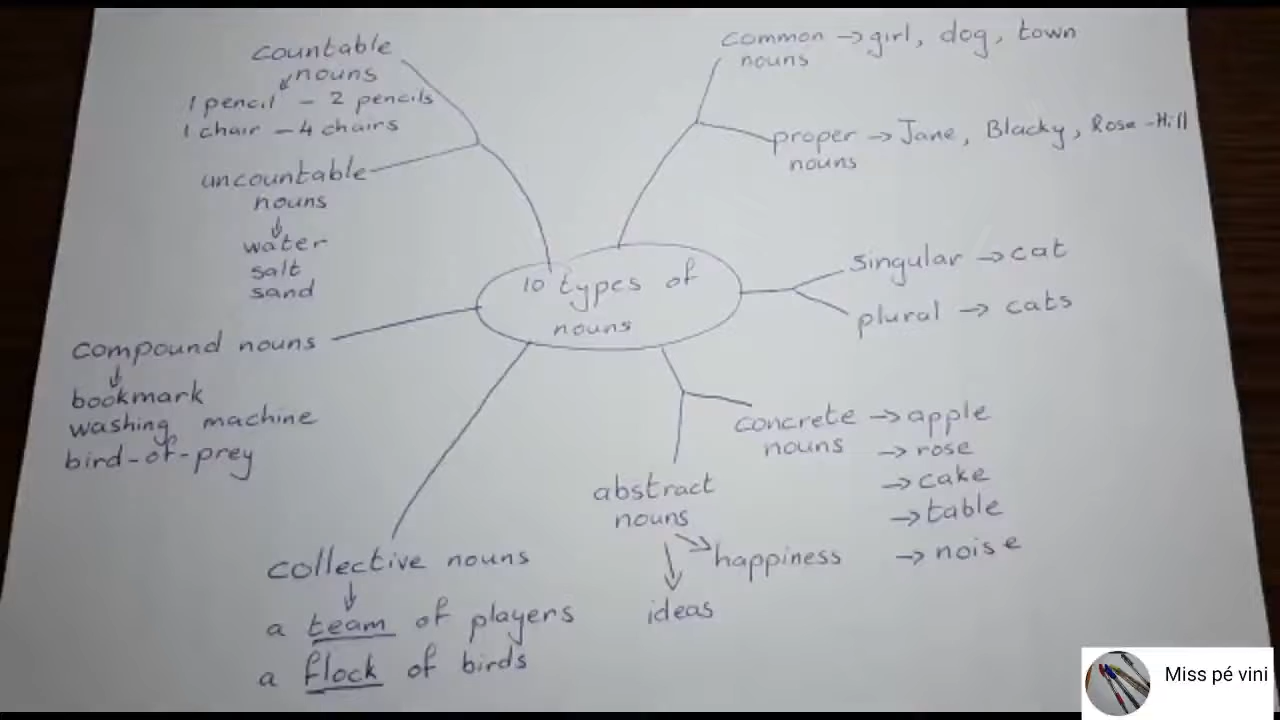 countable
nouns
1 pencil - 2 pencils
1 chair - 4 chairs
uncountable
nouns
water
salt
sand
compound nouns
bookmark
washing machine
bird-of-prey
collective nouns
a team of players
a flock of birds
10 types of
nouns
common → girl, dog, town
nouns
proper → Jane, Blacky, Rose-Hill
nouns
singular → cat
plural → cats
concrete → apple
nouns → rose
→ cake
→ table
→ noise
abstract
nouns
happiness
ideas
Miss pé vini